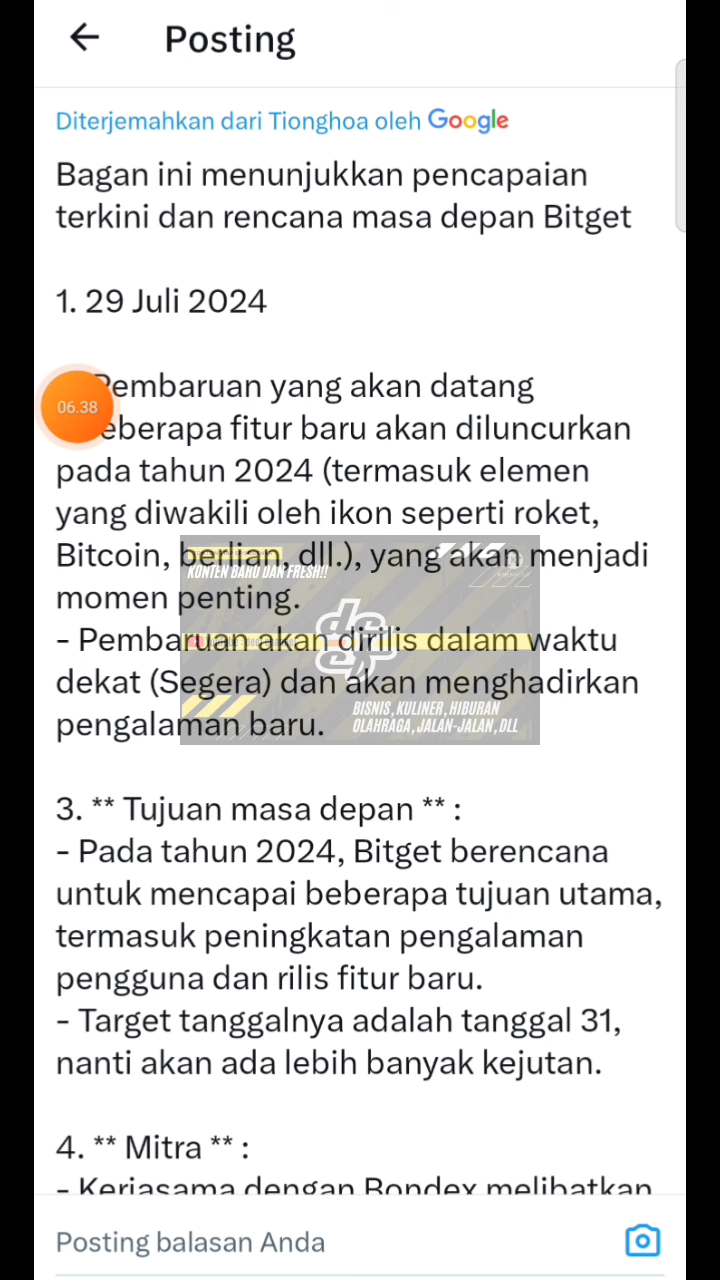 Posting
Diterjemahkan dari Tionghoa oleh Google
Bagan ini menunjukkan pencapaian
terkini dan rencana masa depan Bitget
1. 29 Juli 2024
Pembaruan yang akan datang
06.38
eberapa fitur baru akan diluncurkan
pada tahun 2024 (termasuk elemen
yang diwakili oleh ikon seperti roket,
Bitcoin, berlian, dll.), yang akan menjadi
KONTEN BARU DAN FRESH!!
momen penting.
- Pembaruan akan dirilis dalam waktu
dekat (Segera) dan akan menghadirkan
pengalaman baru.
BISNIS, KULINER, HIBURAN
OLAHRAGA, JALAN-JALAN, DLL
3. ** Tujuan masa depan ** :
- Pada tahun 2024, Bitget berencana
untuk mencapai beberapa tujuan utama,
termasuk peningkatan pengalaman
pengguna dan rilis fitur baru.
- Target tanggalnya adalah tanggal 31,
nanti akan ada lebih banyak kejutan.
4. ** Mitra ** :
- Kerjasama dengan Bondex melibatkan
Posting balasan Anda